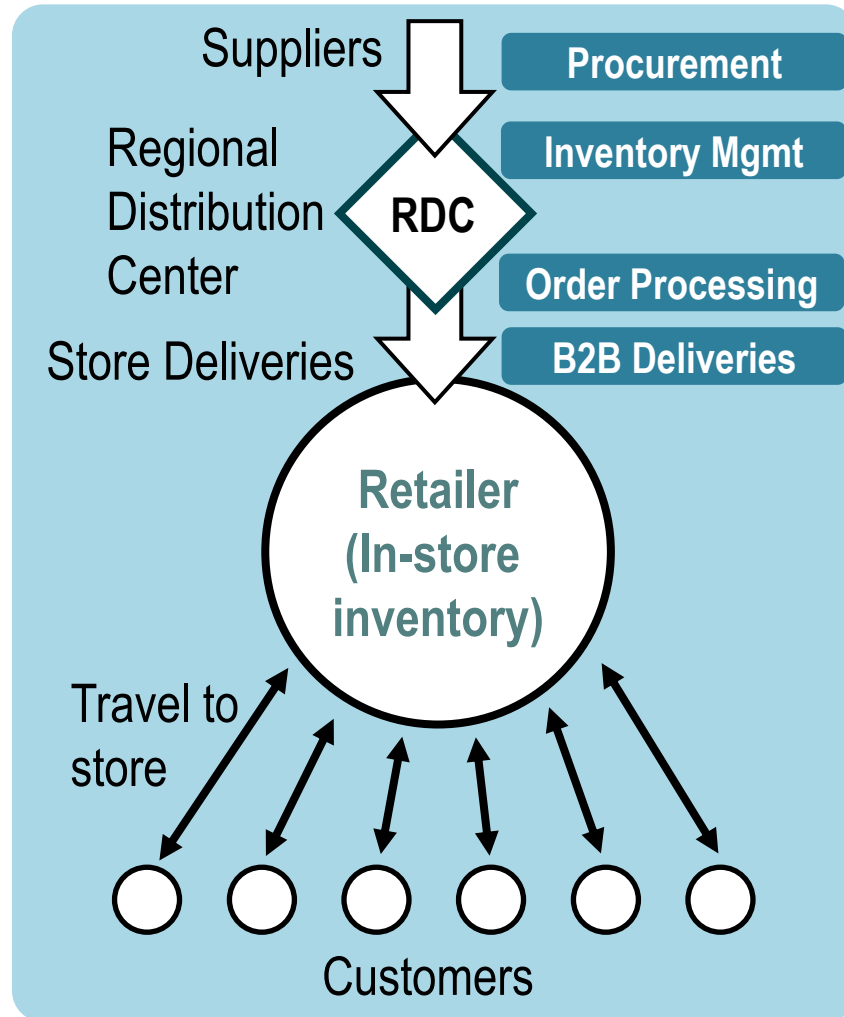 Suppliers
Procurement
Regional
Distribution
Center
RDC
Inventory Mgmt
Order Processing
Store Deliveries
B2B Deliveries
Retailer
(In-store
inventory)
Travel to
store
Customers